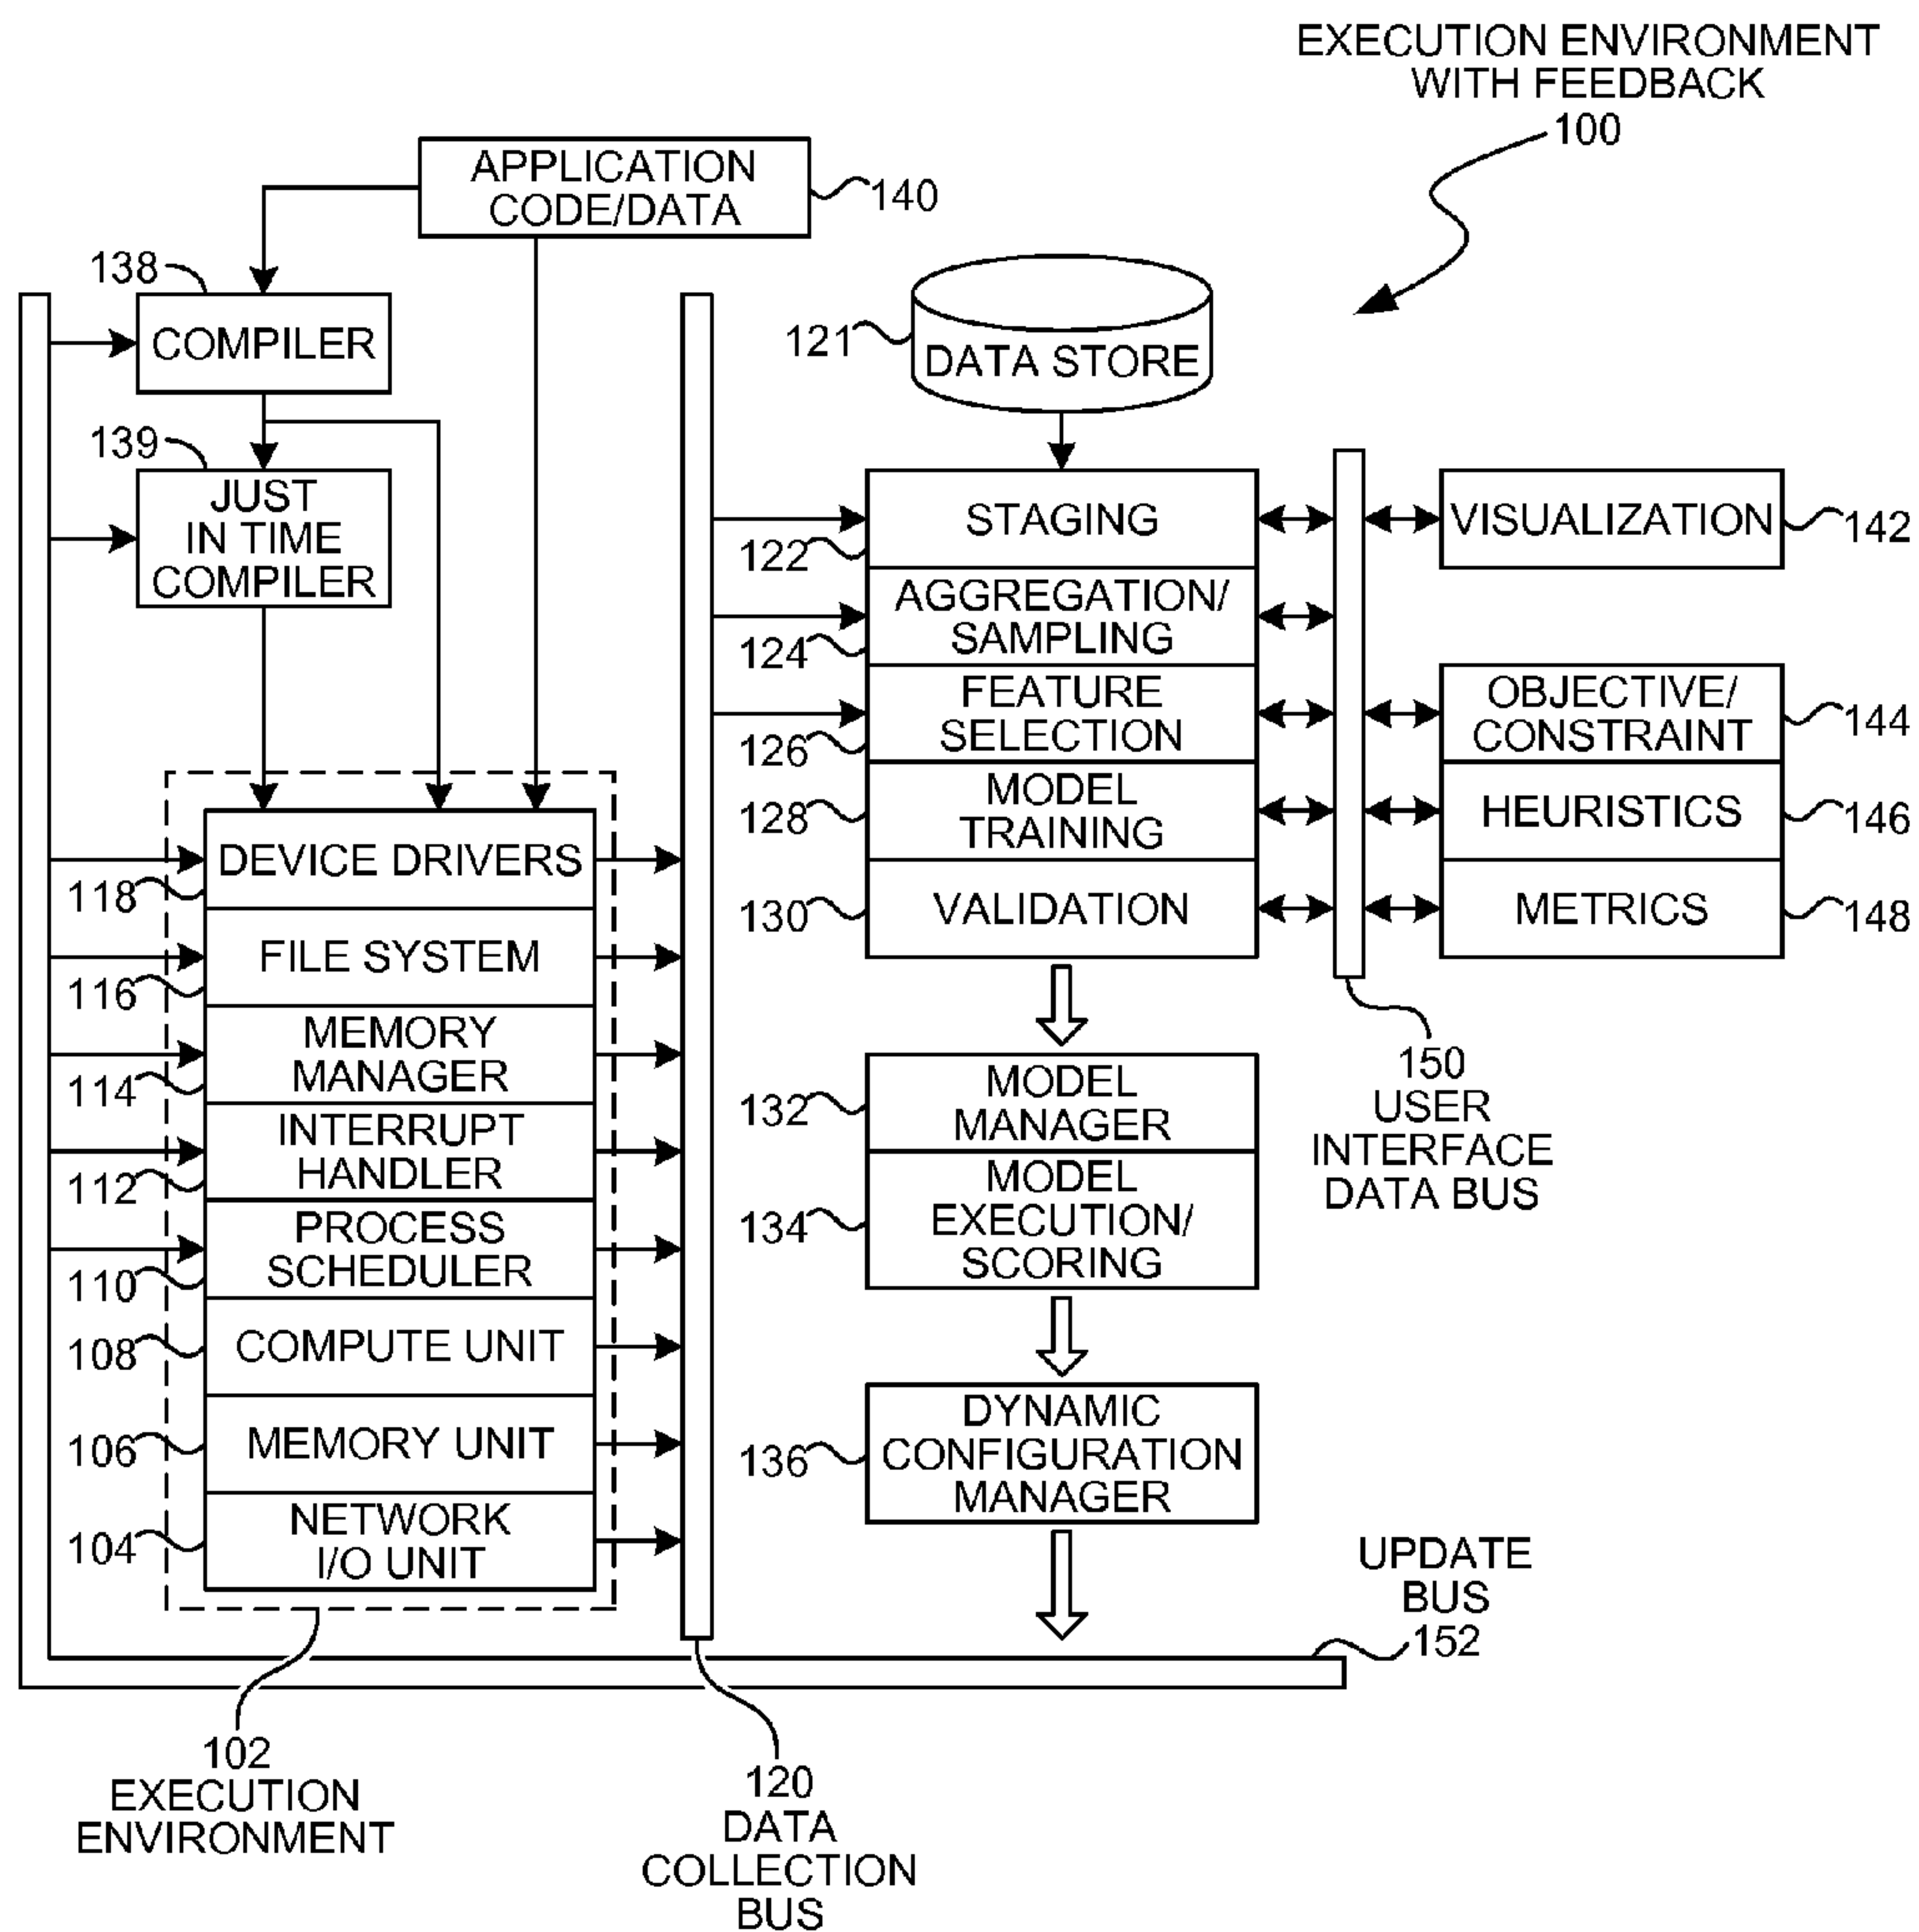 EXECUTION ENVIRONMENT
WITH FEEDBACK
100
APPLICATION
CODE/DATA
140
138
COMPILER
139
JUST
IN TIME
COMPILER
121
DATA STORE
STAGING
122
AGGREGATION/
SAMPLING
124
FEATURE
SELECTION
126
MODEL
TRAINING
128
VALIDATION
130
VISUALIZATION
142
OBJECTIVE/
CONSTRAINT
144
HEURISTICS
146
METRICS
148
150
USER
INTERFACE
DATA BUS
DEVICE DRIVERS
118
FILE SYSTEM
116
MEMORY
MANAGER
114
INTERRUPT
HANDLER
112
PROCESS
SCHEDULER
110
COMPUTE UNIT
108
MEMORY UNIT
106
NETWORK
I/O UNIT
104
MODEL
MANAGER
132
MODEL
EXECUTION/
SCORING
134
DYNAMIC
CONFIGURATION
MANAGER
136
UPDATE
BUS
152
102
EXECUTION
ENVIRONMENT
120
DATA
COLLECTION
BUS